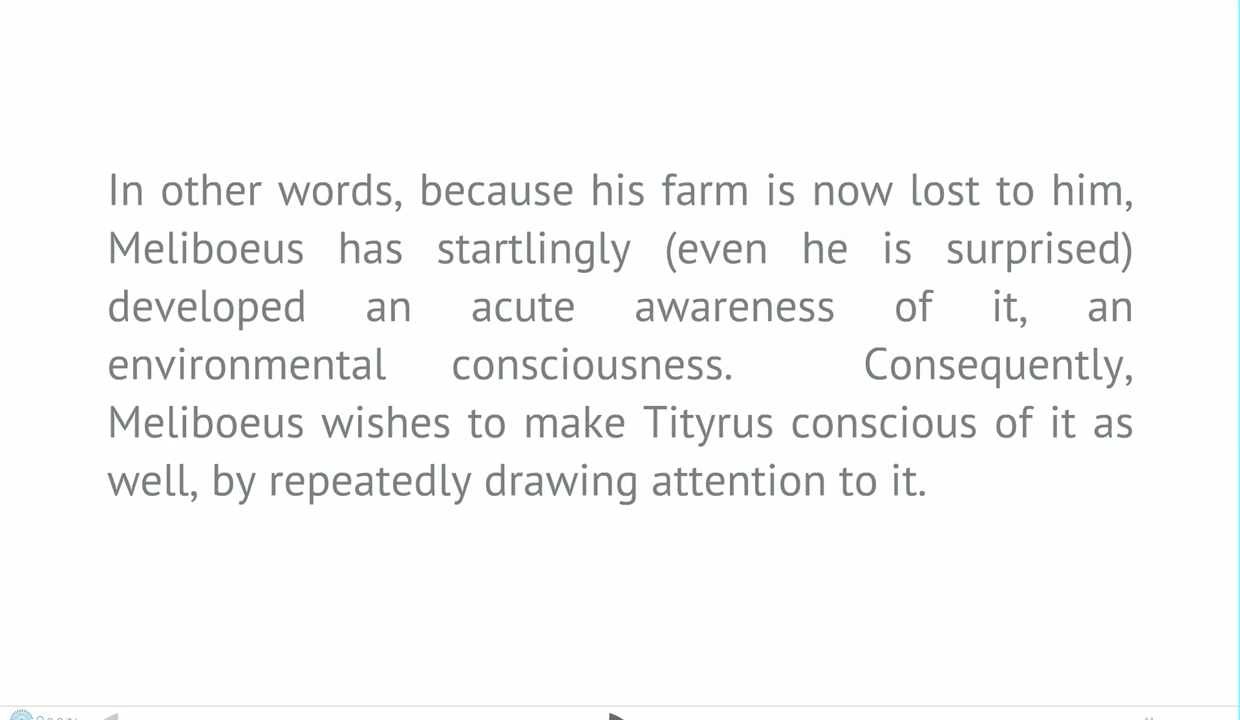 In other words, because his farm is now lost to him,
Meliboeus has startlingly (even he is surprised)
developed an acute awareness of it, an
environmental consciousness. Consequently,
Meliboeus wishes to make Tityrus conscious of it as
well, by repeatedly drawing attention to it.